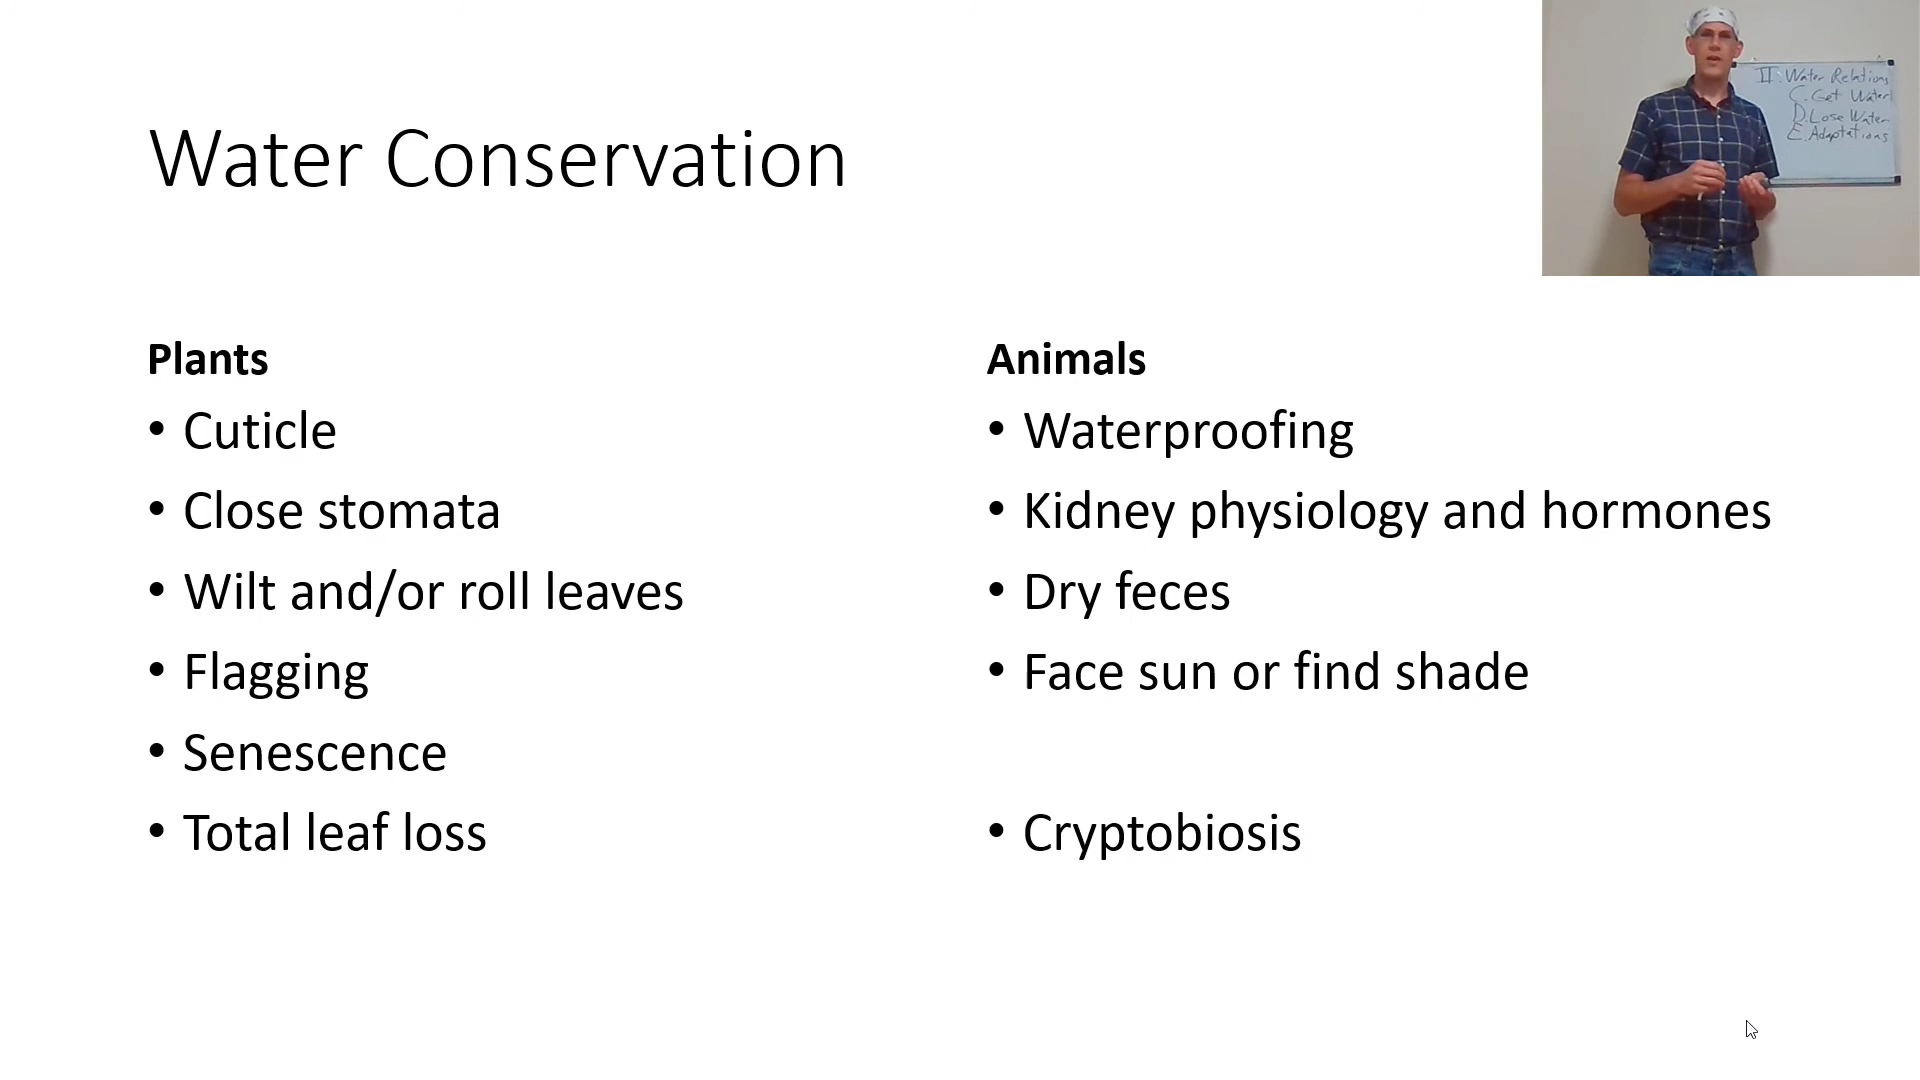 Water Conservation
II. Water Relations
C. Get Water
D. Lose Water
E. Adaptations
Plants
• Cuticle
• Close stomata
• Wilt and/or roll leaves
• Flagging
• Senescence
• Total leaf loss
Animals
• Waterproofing
• Kidney physiology and hormones
• Dry feces
• Face sun or find shade
• Cryptobiosis